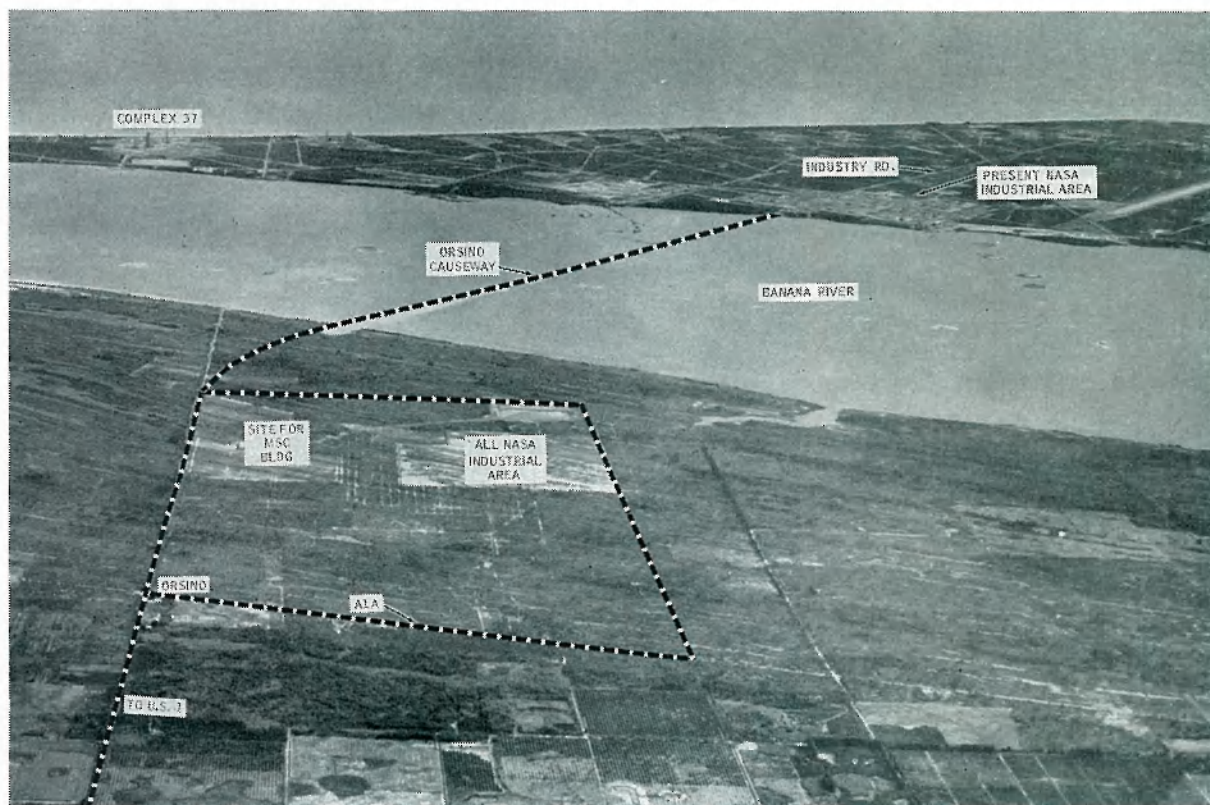 COMPLEX 37
INDUSTRY RD.
PRESENT NASA
INDUSTRIAL AREA
ORSINO
CAUSEWAY
BANANA RIVER
SITE FOR
MSC
BLDG
ALL NASA
INDUSTRIAL
AREA
ORSINO
A1A
TO U.S. 1